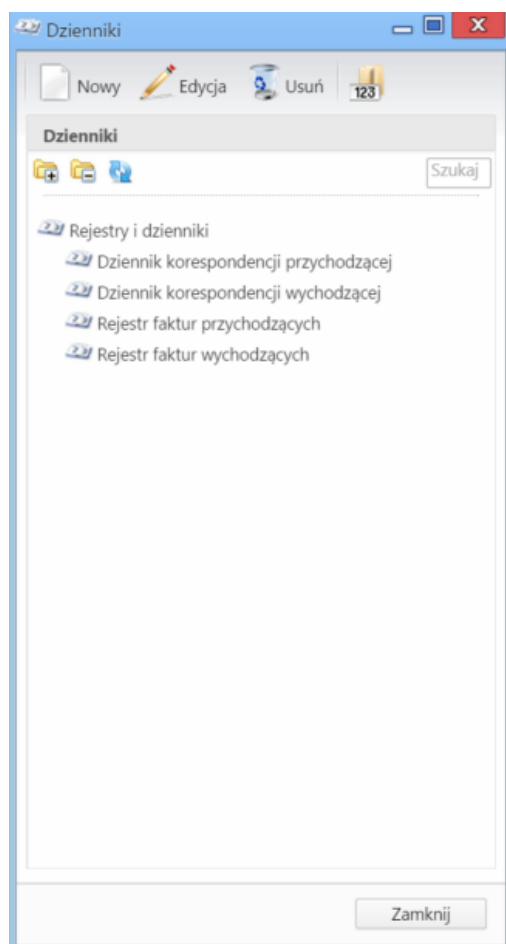 Dzienniki
Nowy Edycja Usuń 123
Dzienniki
Szukaj
Rejestry i dzienniki
Dziennik korespondencji przychodzącej
Dziennik korespondencji wychodzącej
Rejestr faktur przychodzących
Rejestr faktur wychodzących
Zamknij